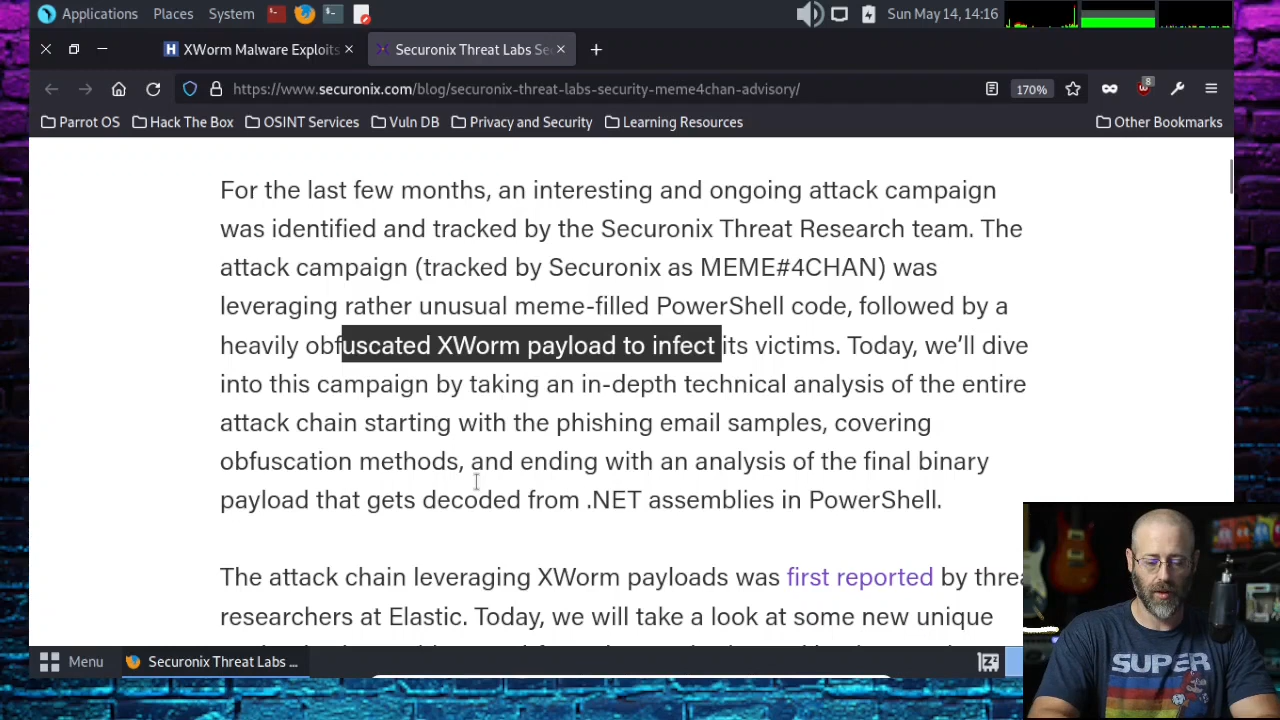 Applications Places System Sun May 14, 14:16
XWorm Malware Exploits Securonix Threat Labs Se
https://www.securonix.com/blog/securonix-threat-labs-security-meme4chan-advisory/ 170% 8
Parrot OS Hack The Box OSINT Services Vuln DB Privacy and Security Learning Resources Other Bookmarks
For the last few months, an interesting and ongoing attack campaign
was identified and tracked by the Securonix Threat Research team. The
attack campaign (tracked by Securonix as MEME#4CHAN) was
leveraging rather unusual meme-filled PowerShell code, followed by a
heavily obfuscated XWorm payload to infect its victims. Today, we’ll dive
into this campaign by taking an in-depth technical analysis of the entire
attack chain starting with the phishing email samples, covering
obfuscation methods, and ending with an analysis of the final binary
payload that gets decoded from .NET assemblies in PowerShell.
The attack chain leveraging XWorm payloads was first reported by threa
researchers at Elastic. Today, we will take a look at some new unique
Menu Securonix Threat Labs ...
SUPER